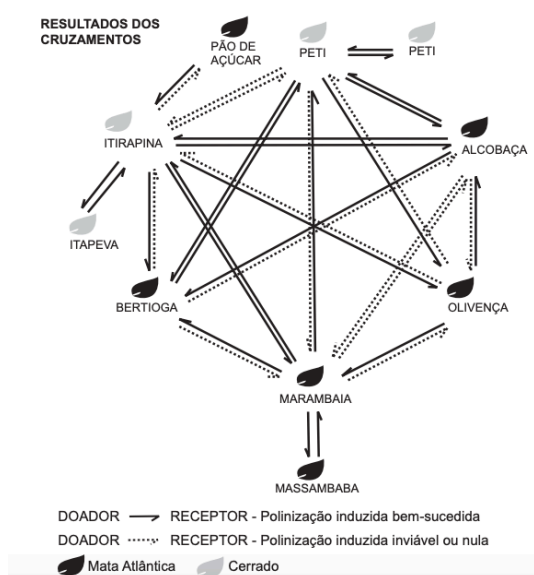 RESULTADOS DOS
CRUZAMENTOS
PÃO DE
AÇÚCAR
PETI
PETI
ITIRAPINA
ALCOBAÇA
ITAPEVA
BERTIOGA
OLIVENÇA
MARAMBAIA
MASSAMBABA
DOADOR RECEPTOR - Polinização induzida bem-sucedida
DOADOR RECEPTOR - Polinização induzida inviável ou nula
Mata Atlântica Cerrado